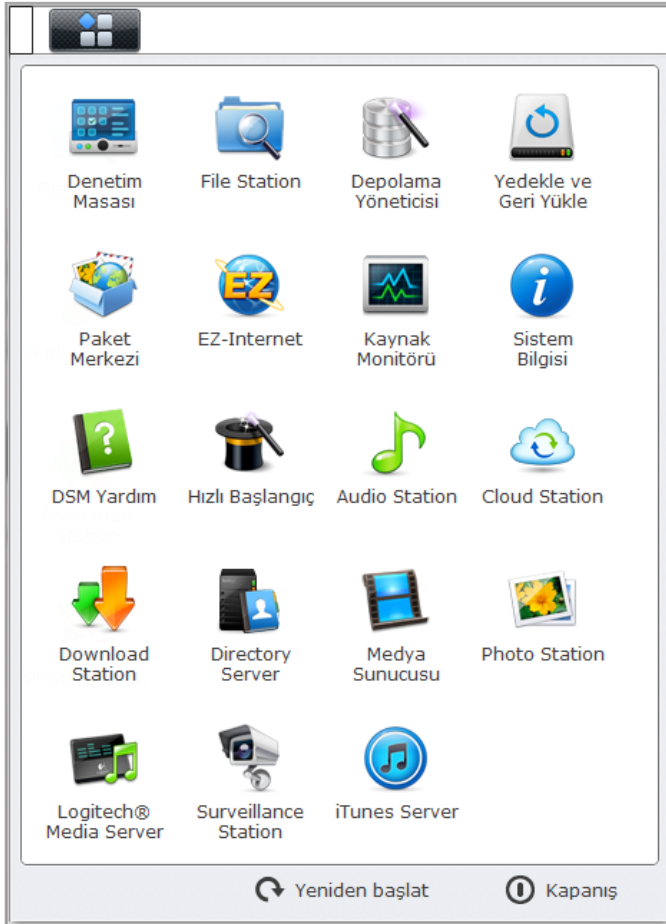 Denetim
Masası
File Station
Depolama
Yöneticisi
Yedekle ve
Geri Yükle
Paket
Merkezi
EZ
EZ-Internet
Kaynak
Monitörü
Sistem
Bilgisi
DSM Yardım
Hızlı Başlangıç
Audio Station
Cloud Station
Download
Station
Directory
Server
Medya
Sunucusu
Photo Station
Logitech®
Media Server
Surveillance
Station
iTunes Server
Yeniden başlat
Kapanış